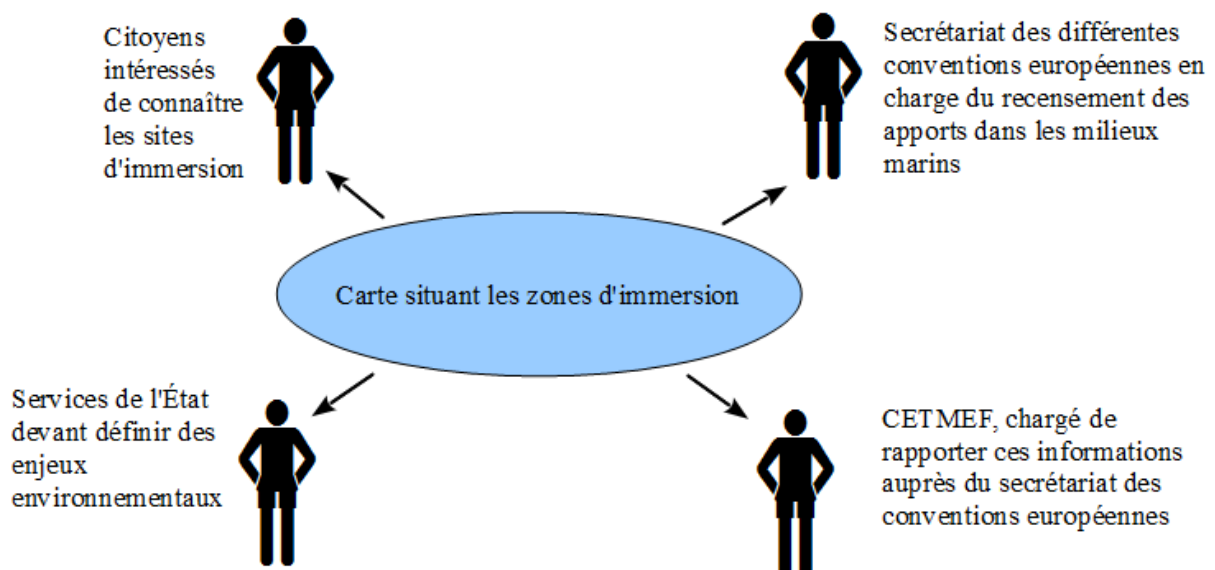 Citoyens
intéressés
de connaître
les sites
d'immersion
Secrétariat des différentes
conventions européennes en
charge du recensement des
apports dans les milieux
marins
Carte situant les zones d'immersion
Services de l'État
devant définir des
enjeux
environnementaux
CETMEF, chargé de
rapporter ces informations
auprès du secrétariat des
conventions européennes